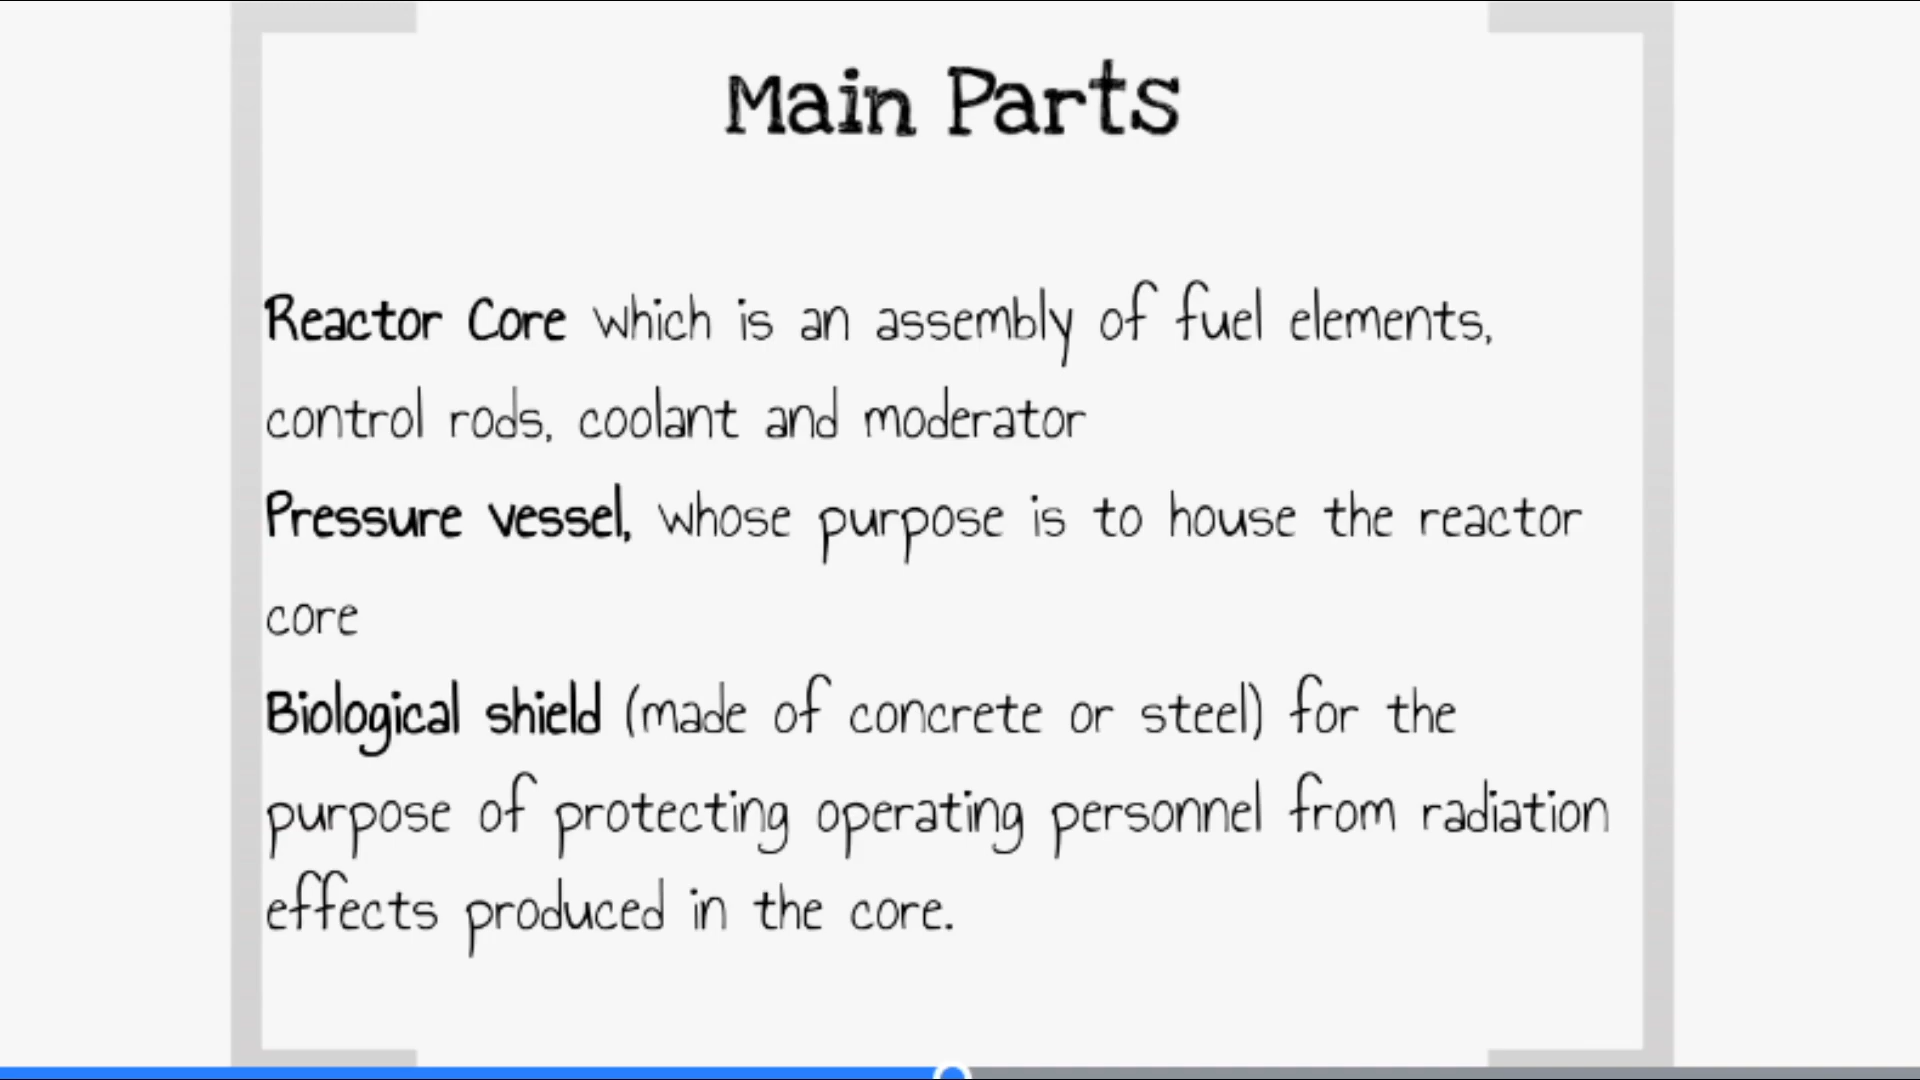 Main Parts
Reactor Core which is an assembly of fuel elements,
control rods, coolant and moderator
Pressure vessel, whose purpose is to house the reactor
core
Biological shield (made of concrete or steel) for the
purpose of protecting operating personnel from radiation
effects produced in the core.